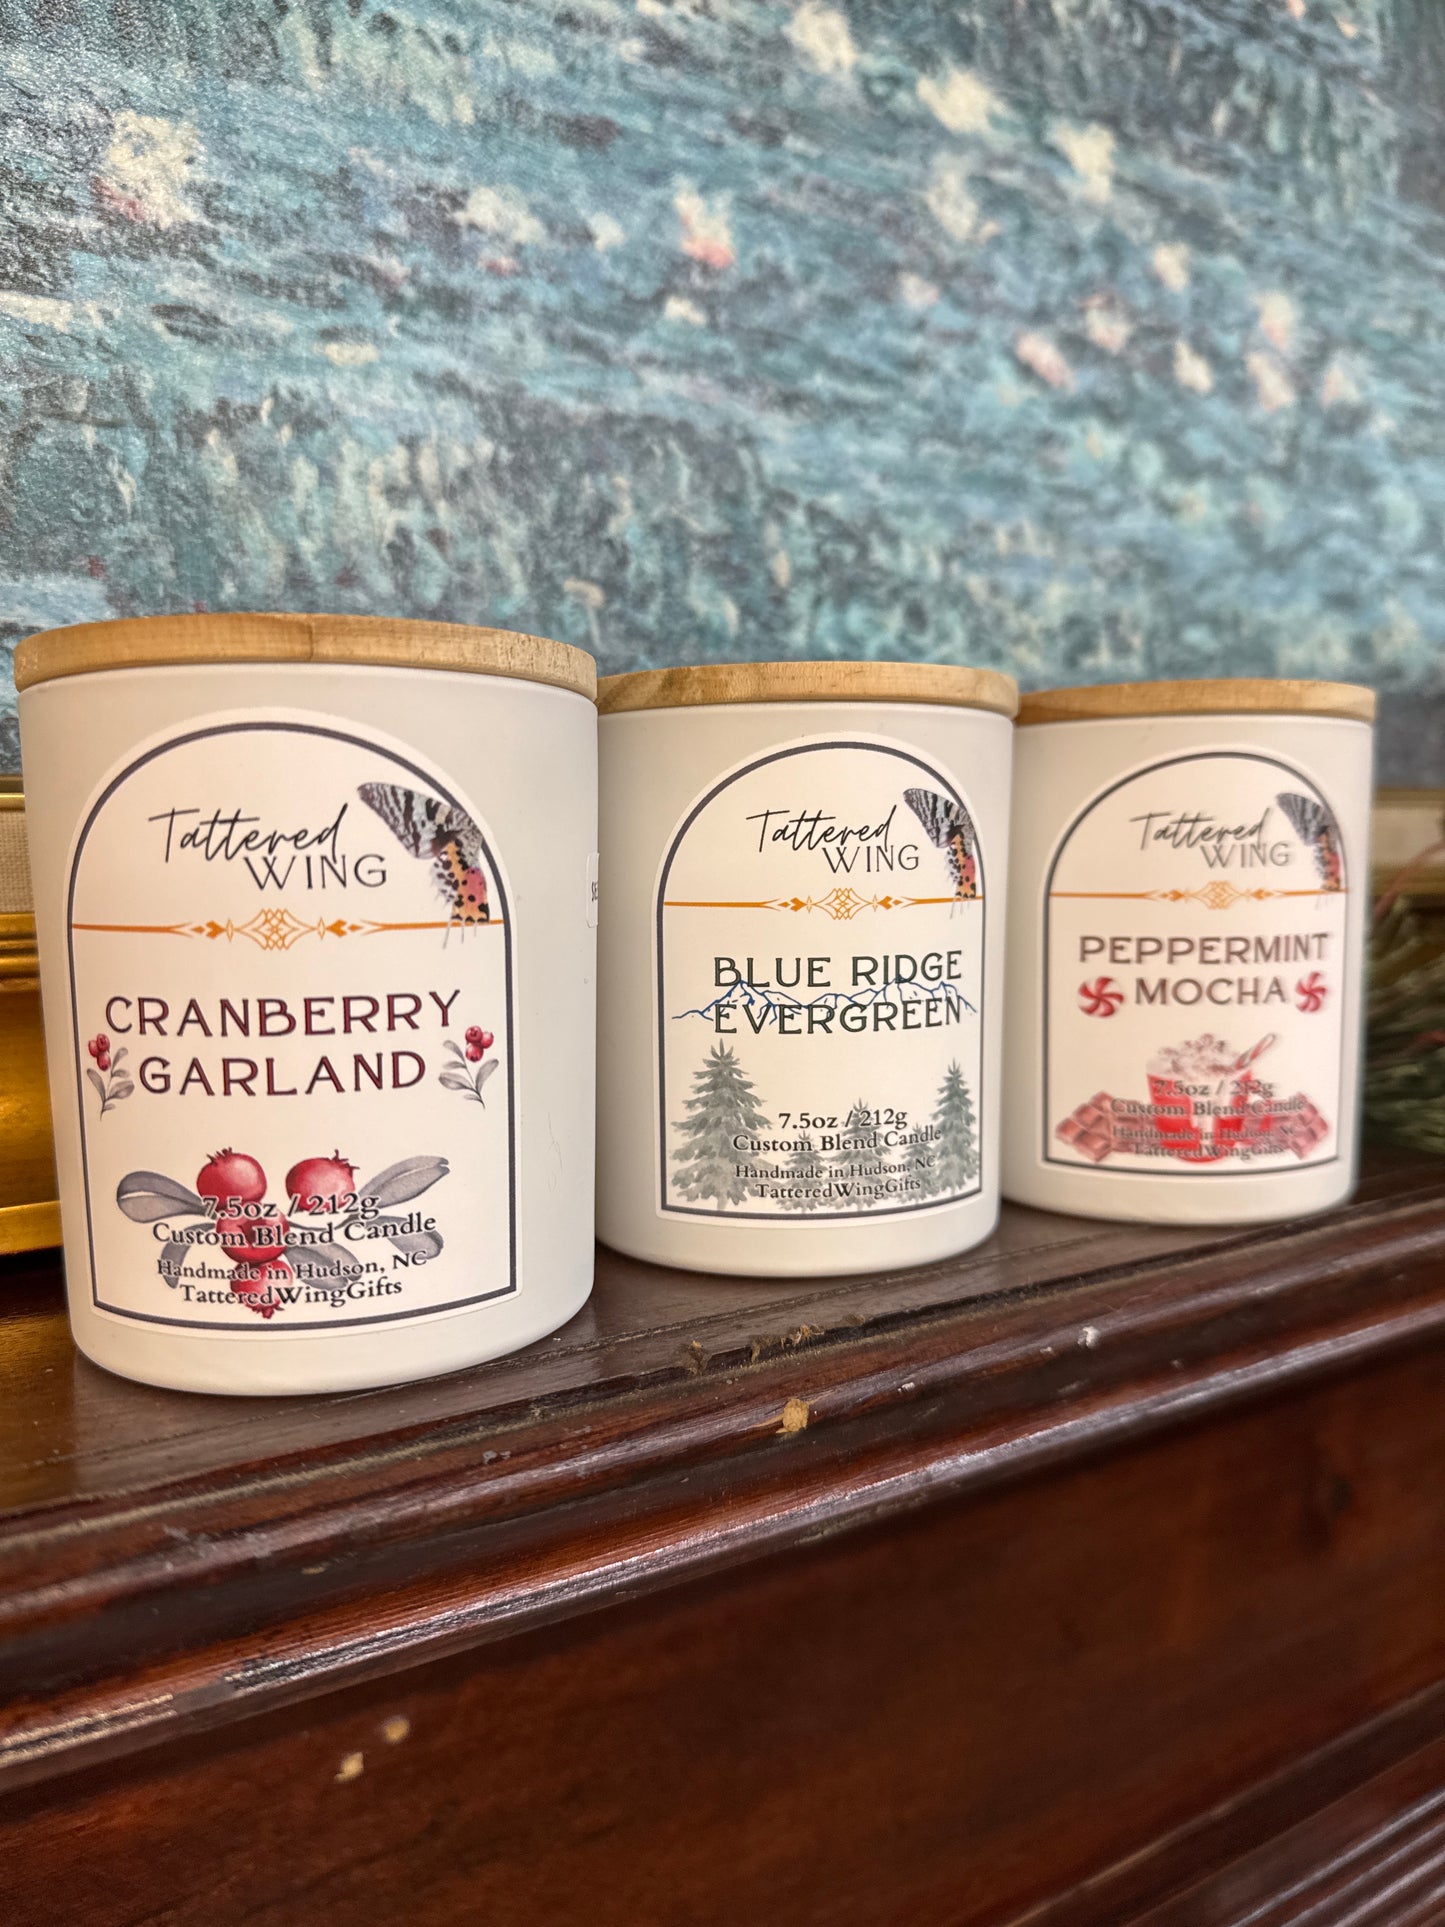 Tattered
WING
CRANBERRY
GARLAND
7.5oz / 212g
Custom Blend Candle
Handmade in Hudson, NC
TatteredWingGifts
Tattered
WING
BLUE RIDGE
EVERGREEN
7.5oz / 212g
Custom Blend Candle
Handmade in Hudson, NC
TatteredWingGifts
Tattered
WING
PEPPERMINT
MOCHA
7.5oz / 212g
Custom Blend Candle
Handmade in Hudson, NC
TatteredWingGifts